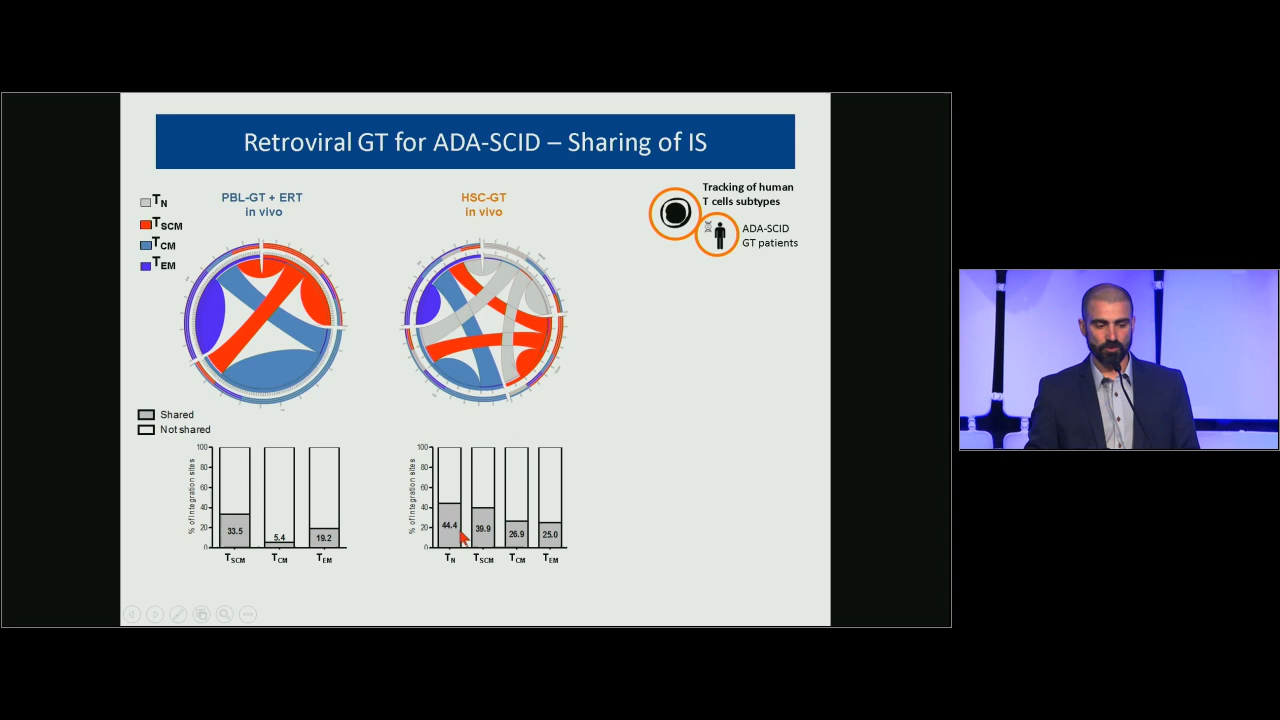 Retroviral GT for ADA-SCID – Sharing of IS
TN
TSCM
TCM
TEM
PBL-GT + ERT
in vivo
HSC-GT
in vivo
Tracking of human
T cells subtypes
ADA-SCID
GT patients
Shared
Not shared
% of Integration sites
100
80
60
40
20
0
33.5
5.4
19.2
TSCM
TCM
TEM
% of Integration sites
100
80
60
40
20
0
44.4
39.9
26.9
25.0
TN
TSCM
TCM
TEM